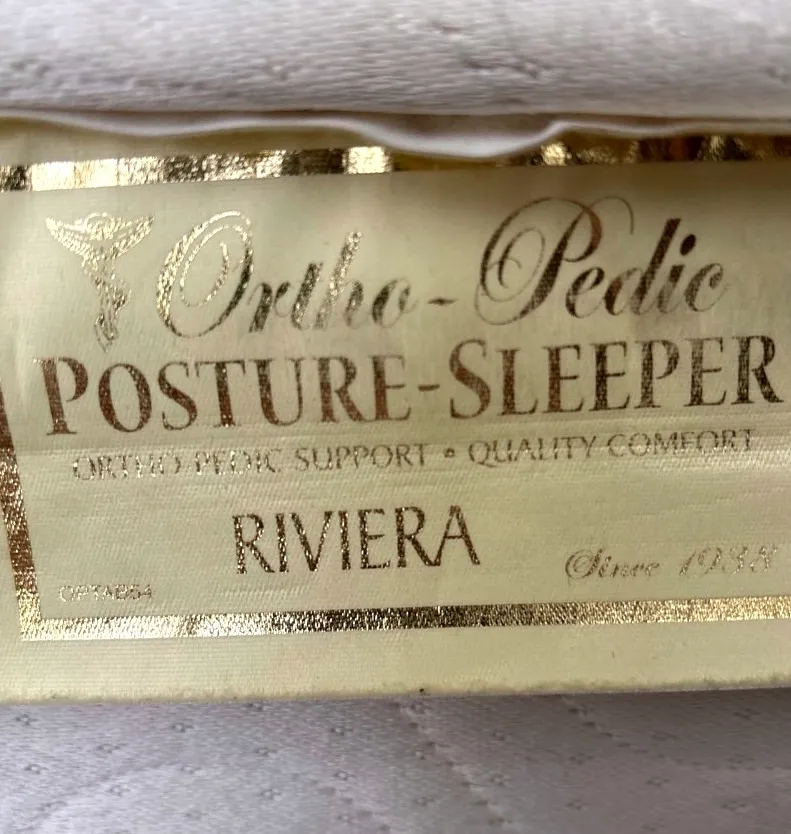 Ortho-Pedic
POSTURE-SLEEPER
ORTHO PEDIC SUPPORT • QUALITY COMFORT
RIVIERA
Since 1938
OPTAB54